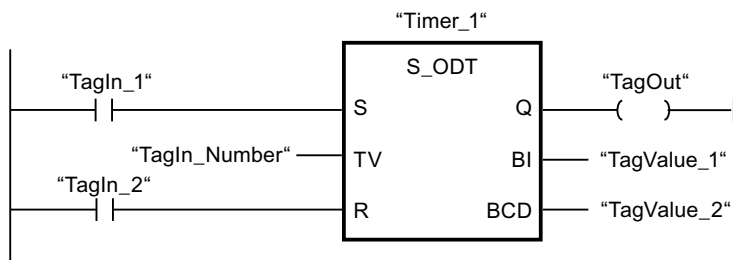 “Timer_1“
S_ODT
“TagIn_1“
“TagOut“
S
Q
“TagIn_Number“
TV
BI
“TagValue_1“
“TagIn_2“
R
BCD
“TagValue_2“